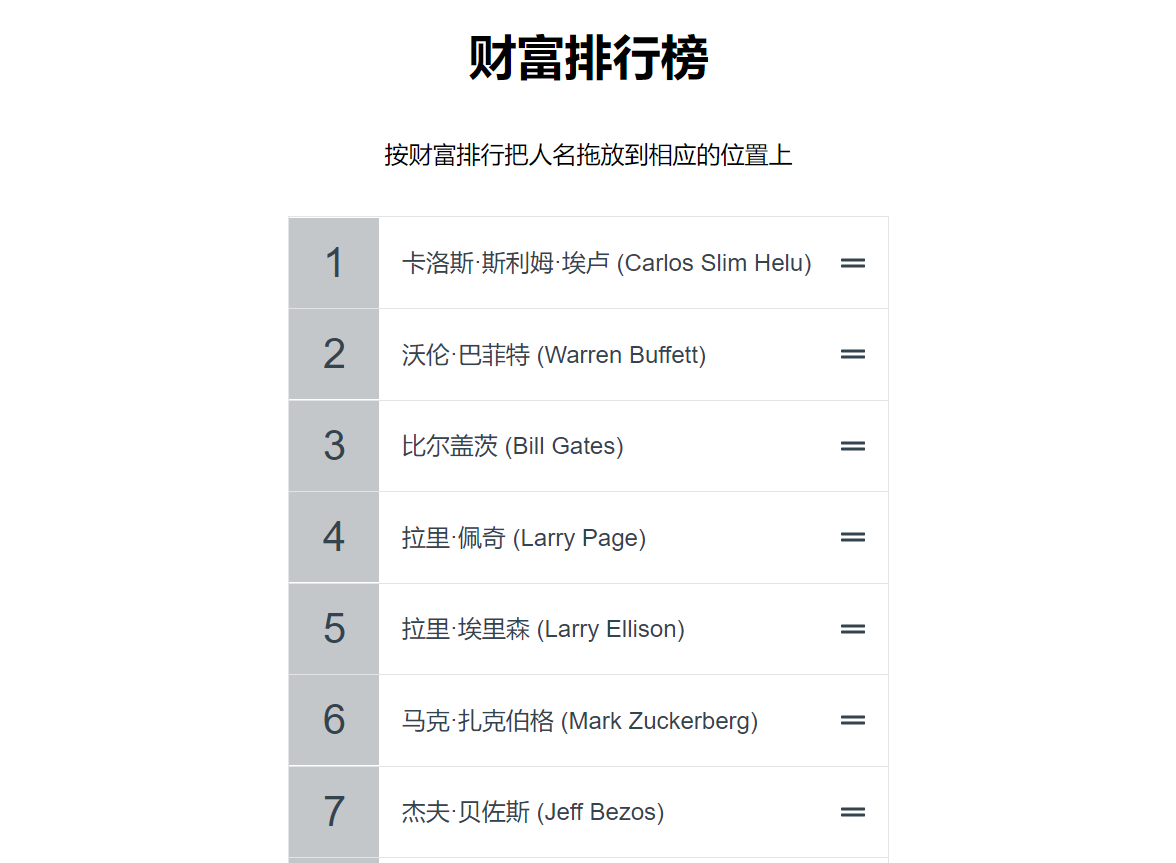 财富排行榜
按财富排行把人名拖放到相应的位置上
1 卡洛斯·斯利姆·埃卢 (Carlos Slim Helu)
2 沃伦·巴菲特 (Warren Buffett)
3 比尔盖茨 (Bill Gates)
4 拉里·佩奇 (Larry Page)
5 拉里·埃里森 (Larry Ellison)
6 马克·扎克伯格 (Mark Zuckerberg)
7 杰夫·贝佐斯 (Jeff Bezos)